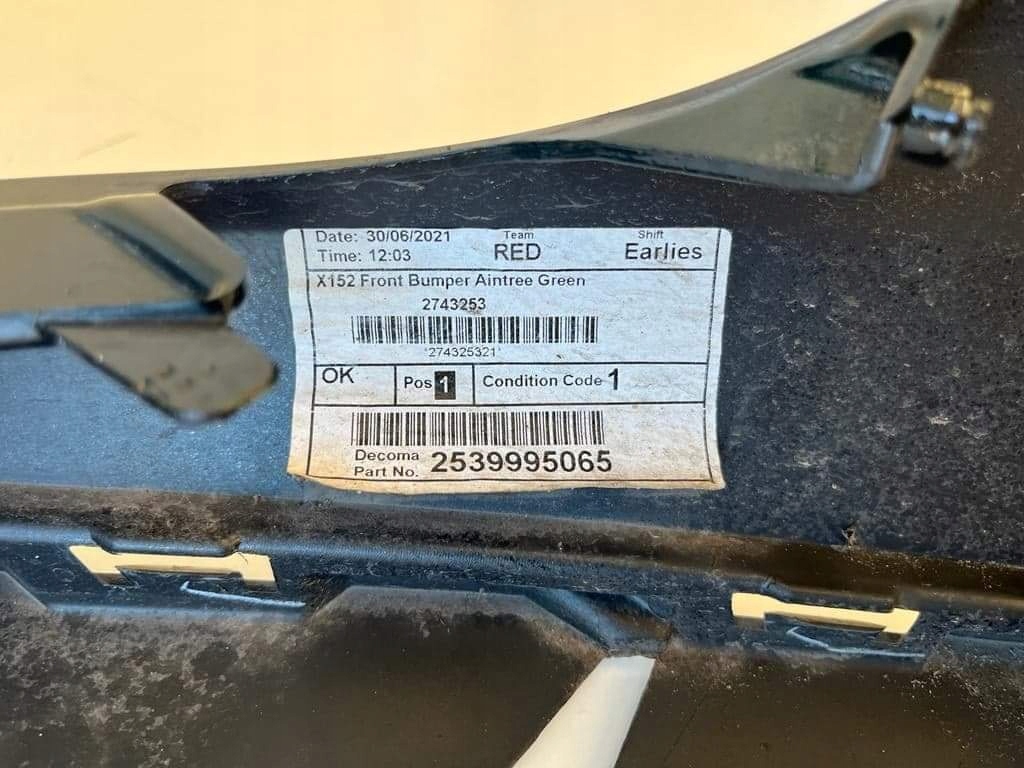 Date: 30/06/2021 Team Shift
Time: 12:03 RED Earlies
X152 Front Bumper Aintree Green
2743253
'274325321'
OK Pos 1 Condition Code 1
Decoma
Part No. 2539995065